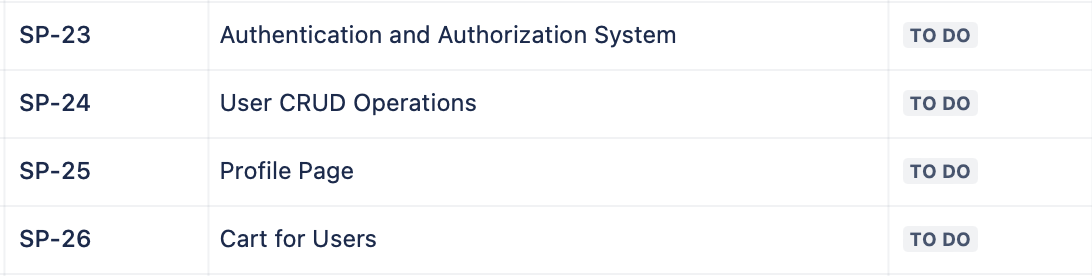 SP-23 Authentication and Authorization System TO DO
SP-24 User CRUD Operations TO DO
SP-25 Profile Page TO DO
SP-26 Cart for Users TO DO